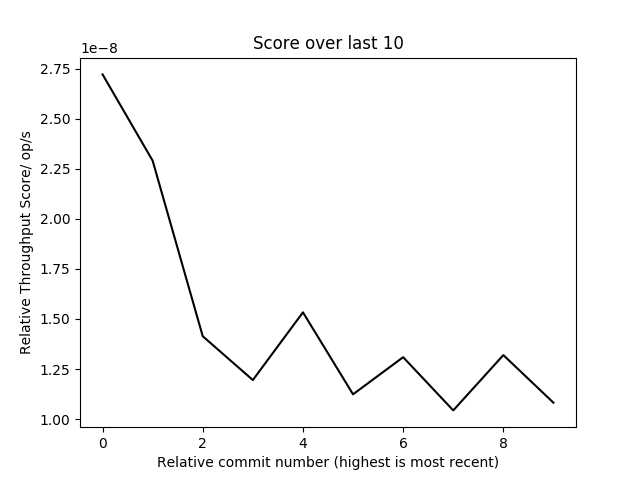 Score over last 10
1e−8
2.75
2.50
2.25
2.00
1.75
1.50
1.25
1.00
Relative Throughput Score/ op/s
0 2 4 6 8
Relative commit number (highest is most recent)